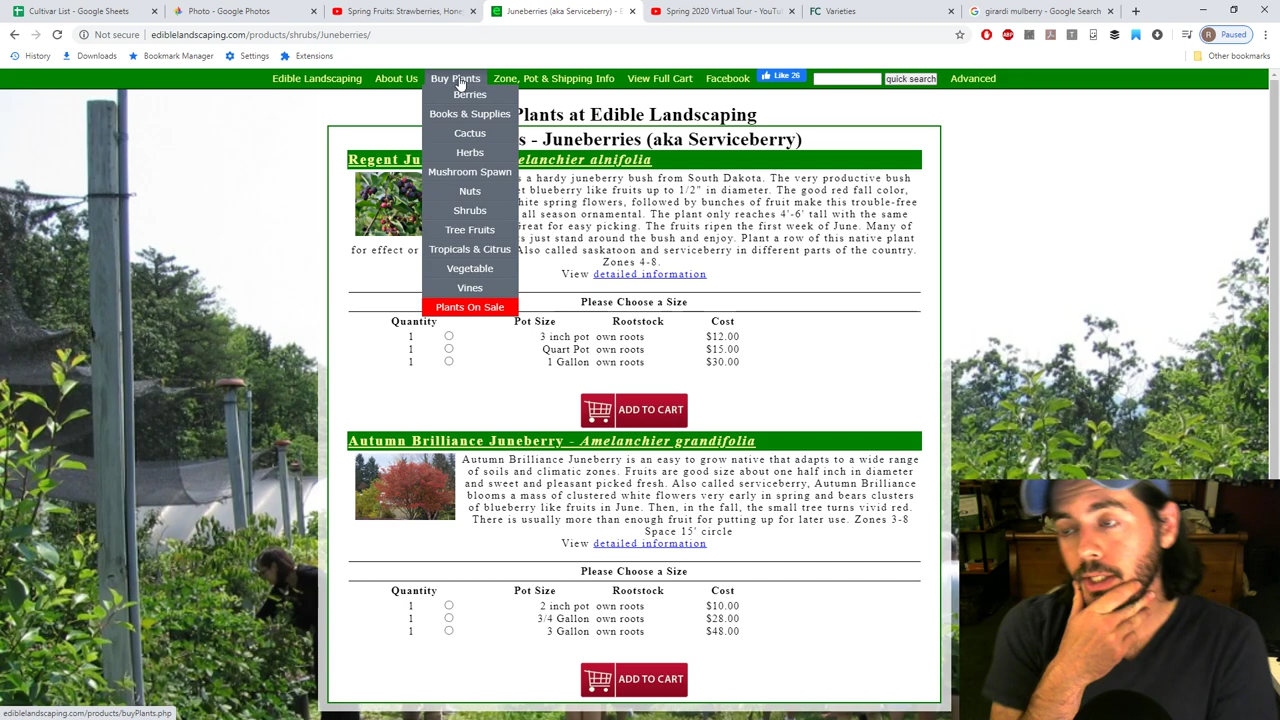 Cultivar List - Google Sheets
Photo - Google Photos
Spring Fruits: Strawberries, Hone
Juneberries (aka Serviceberry) - E
Spring 2020 Virtual Tour - YouTu
FC Varieties
girardi mulberry - Google Search
Not secure ediblelandscaping.com/products/shrubs/Juneberries/
Paused
History Downloads Bookmark Manager Settings Extensions Other bookmarks
Edible Landscaping About Us Buy Plants Zone, Pot & Shipping Info View Full Cart Facebook Like 26 quick search Advanced
Berries
Books & Supplies
Cactus
Herbs
Mushroom Spawn
Nuts
Shrubs
Tree Fruits
Tropicals & Citrus
Vegetable
Vines
Plants On Sale
Plants at Edible Landscaping
s - Juneberries (aka Serviceberry)
Regent Ju melanchier alnifolia
s a hardy juneberry bush from South Dakota. The very productive bush
et blueberry like fruits up to 1/2" in diameter. The good red fall color,
hite spring flowers, followed by bunches of fruit make this trouble-free
all season ornamental. The plant only reaches 4'-6' tall with the same
reat for easy picking. The fruits ripen the first week of June. Many of
s just stand around the bush and enjoy. Plant a row of this native plant
for effect or Also called saskatoon and serviceberry in different parts of the country.
Zones 4-8.
View detailed information
Please Choose a Size
Quantity Pot Size Rootstock Cost
1 3 inch pot own roots $12.00
1 Quart Pot own roots $15.00
1 1 Gallon own roots $30.00
ADD TO CART
Autumn Brilliance Juneberry - Amelanchier grandifolia
Autumn Brilliance Juneberry is an easy to grow native that adapts to a wide range
of soils and climatic zones. Fruits are good size about one half inch in diameter
and sweet and pleasant picked fresh. Also called serviceberry, Autumn Brilliance
blooms a mass of clustered white flowers very early in spring and bears clusters
of blueberry like fruits in June. Then, in the fall, the small tree turns vivid red.
There is usually more than enough fruit for putting up for later use. Zones 3-8
Space 15' circle
View detailed information
Please Choose a Size
Quantity Pot Size Rootstock Cost
1 2 inch pot own roots $10.00
1 3/4 Gallon own roots $28.00
1 3 Gallon own roots $48.00
ADD TO CART
ediblelandscaping.com/products/buyPlants.php